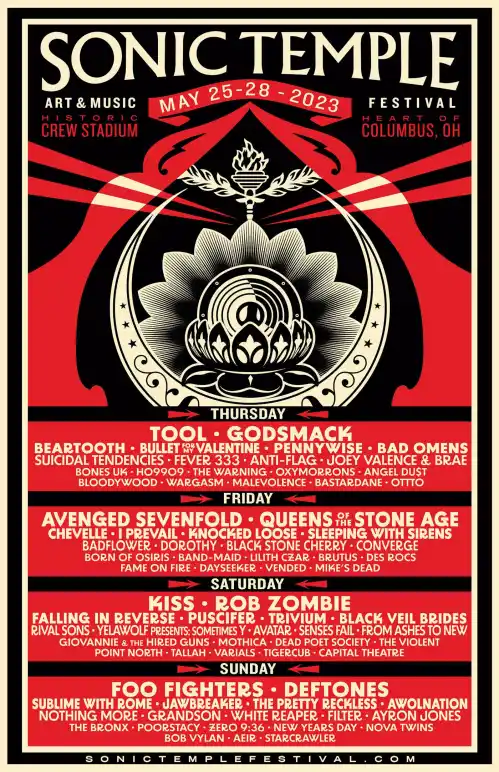 SONIC TEMPLE
ART & MUSIC
MAY 25-28 - 2023
FESTIVAL
HISTORIC
CREW STADIUM
HEART OF
COLUMBUS, OH
THURSDAY
TOOL · GODSMACK
BEARTOOTH · BULLET FOR MY VALENTINE · PENNYWISE · BAD OMENS
SUICIDAL TENDENCIES · FEVER 333 · ANTI-FLAG · JOEY VALENCE & BRAE
BONES UK · HO9909 · THE WARNING · OXYMORRONS · ANGEL DU$T
BLOODYWOOD · WARGASM · MALEVOLENCE · BASTARDANE · OTTTO
FRIDAY
AVENGED SEVENFOLD · QUEENS OF THE STONE AGE
CHEVELLE · I PREVAIL · KNOCKED LOOSE · SLEEPING WITH SIRENS
BADFLOWER · DOROTHY · BLACK STONE CHERRY · CONVERGE
BORN OF OSIRIS · BAND-MAID · LILITH CZAR · BRUTUS · DES ROCS
FAME ON FIRE · DAYSEEKER · VENDED · MIKE'S DEAD
SATURDAY
KISS · ROB ZOMBIE
FALLING IN REVERSE · PUSCIFER · TRIVIUM · BLACK VEIL BRIDES
RIVAL SONS · YELAWOLF PRESENTS: SOMETIMES Y · AVATAR · SENSES FAIL · FROM ASHES TO NEW
GIOVANNIE & THE HIRED GUNS · MOTHICA · DEAD POET SOCIETY · THE VIOLENT
POINT NORTH · TALLAH · VARIALS · TIGERCUB · CAPITAL THEATRE
SUNDAY
FOO FIGHTERS · DEFTONES
SUBLIME WITH ROME · JAWBREAKER · THE PRETTY RECKLESS · AWOLNATION
NOTHING MORE · GRANDSON · WHITE REAPER · FILTER · AYRON JONES
THE BRONX · POORSTACY · ZERO 9:36 · NEW YEARS DAY · NOVA TWINS
BOB VYLAN · AEIR · STARCRAWLER
SONICTEMPLEFESTIVAL.COM